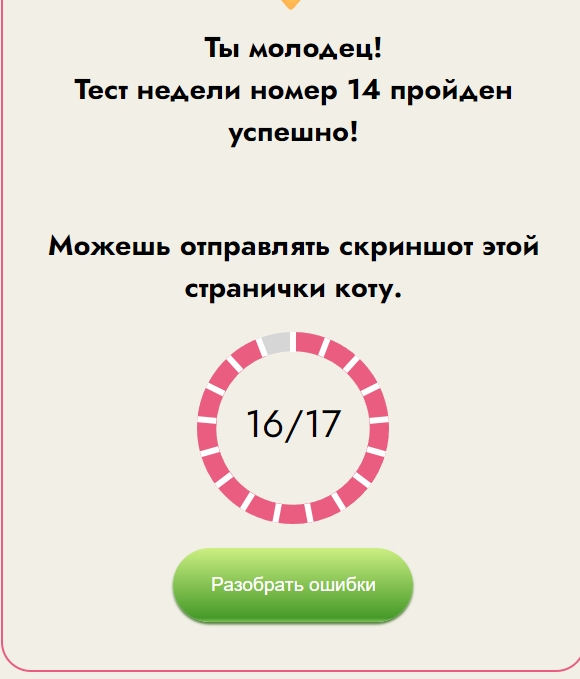 Ты молодец!
Тест недели номер 14 пройден
успешно!
Можешь отправлять скриншот этой
странички коту.
16/17
Разобрать ошибки